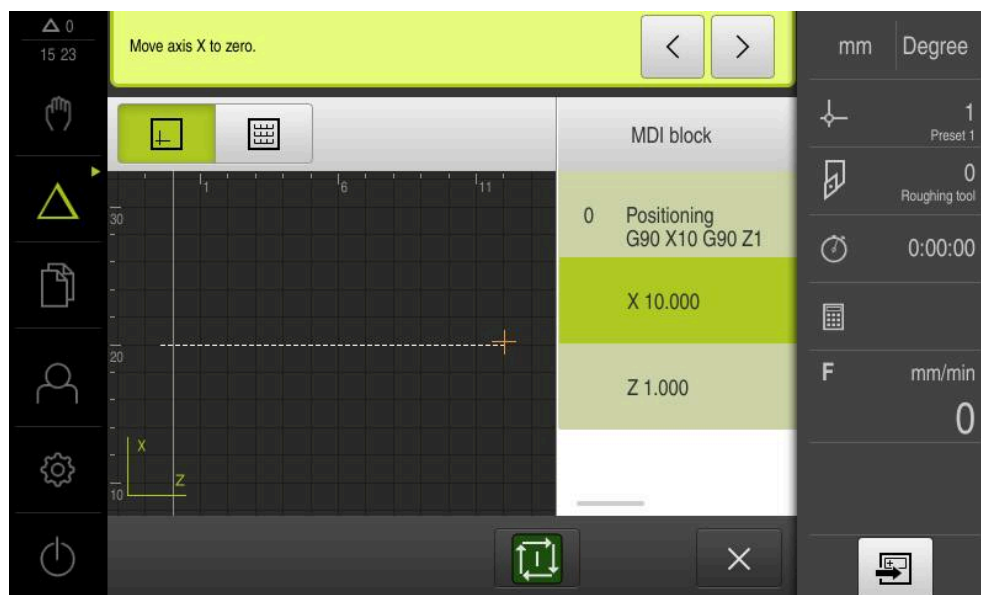 0
15 23
Move axis X to zero.
mm Degree
MDI block
1
Preset 1
0
Roughing tool
0:00:00
F mm/min
0
1 6 11
30
20
10
X
Z
0 Positioning
G90 X10 G90 Z1
X 10.000
Z 1.000